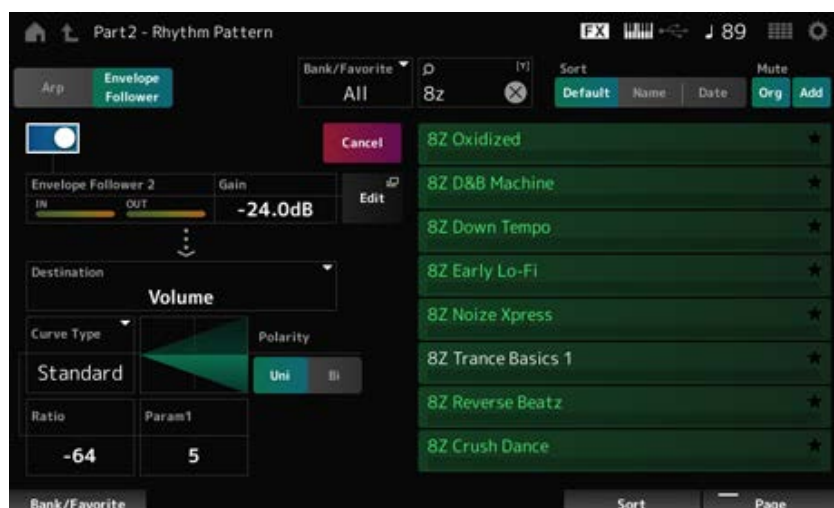 Part2 - Rhythm Pattern
FX
♩ 89
Arp
Envelope
Follower
Bank/Favorite
All
[Y]
8z
Sort
Default Name Date
Mute
Org Add
Cancel
Envelope Follower 2
IN OUT
Gain
-24.0dB
Edit
Destination
Volume
Curve Type
Standard
Polarity
Uni Bi
Ratio
-64
Param1
5
8Z Oxidized
8Z D&B Machine
8Z Down Tempo
8Z Early Lo-Fi
8Z Noize Xpress
8Z Trance Basics 1
8Z Reverse Beatz
8Z Crush Dance
Bank/Favorite
Sort
Page